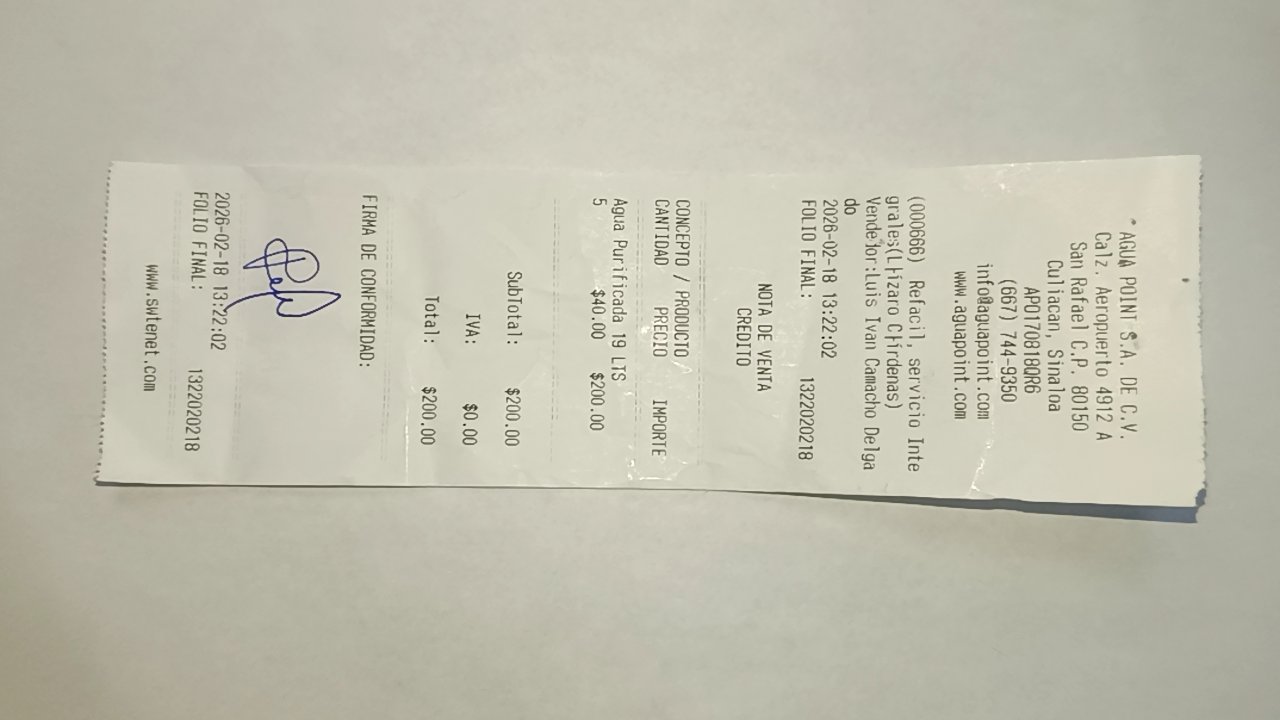 AGUA POINT S.A. DE C.V.
Calz. Aeropuerto 4912 A
San Rafael C.P. 80150
Culiacan, Sinaloa
APO1708180R6
(667) 744-9350
info@aguapoint.com
www.aguapoint.com
(000666) Refacil, servicio Inte
grales(LÍízaro CÍírdenas)
Vendedor:Luis Ivan Camacho Delga
do
2026-02-18 13:22:02
FOLIO FINAL: 1322020218
NOTA DE VENTA
CREDITO
CONCEPTO / PRODUCTO
CANTIDAD PRECIO IMPORTE
Agua Purificada 19 LTS
5 $40.00 $200.00
SubTotal: $200.00
IVA: $0.00
Total: $200.00
FIRMA DE CONFORMIDAD:
2026-02-18 13:22:02
FOLIO FINAL: 1322020218
www.swtenet.com